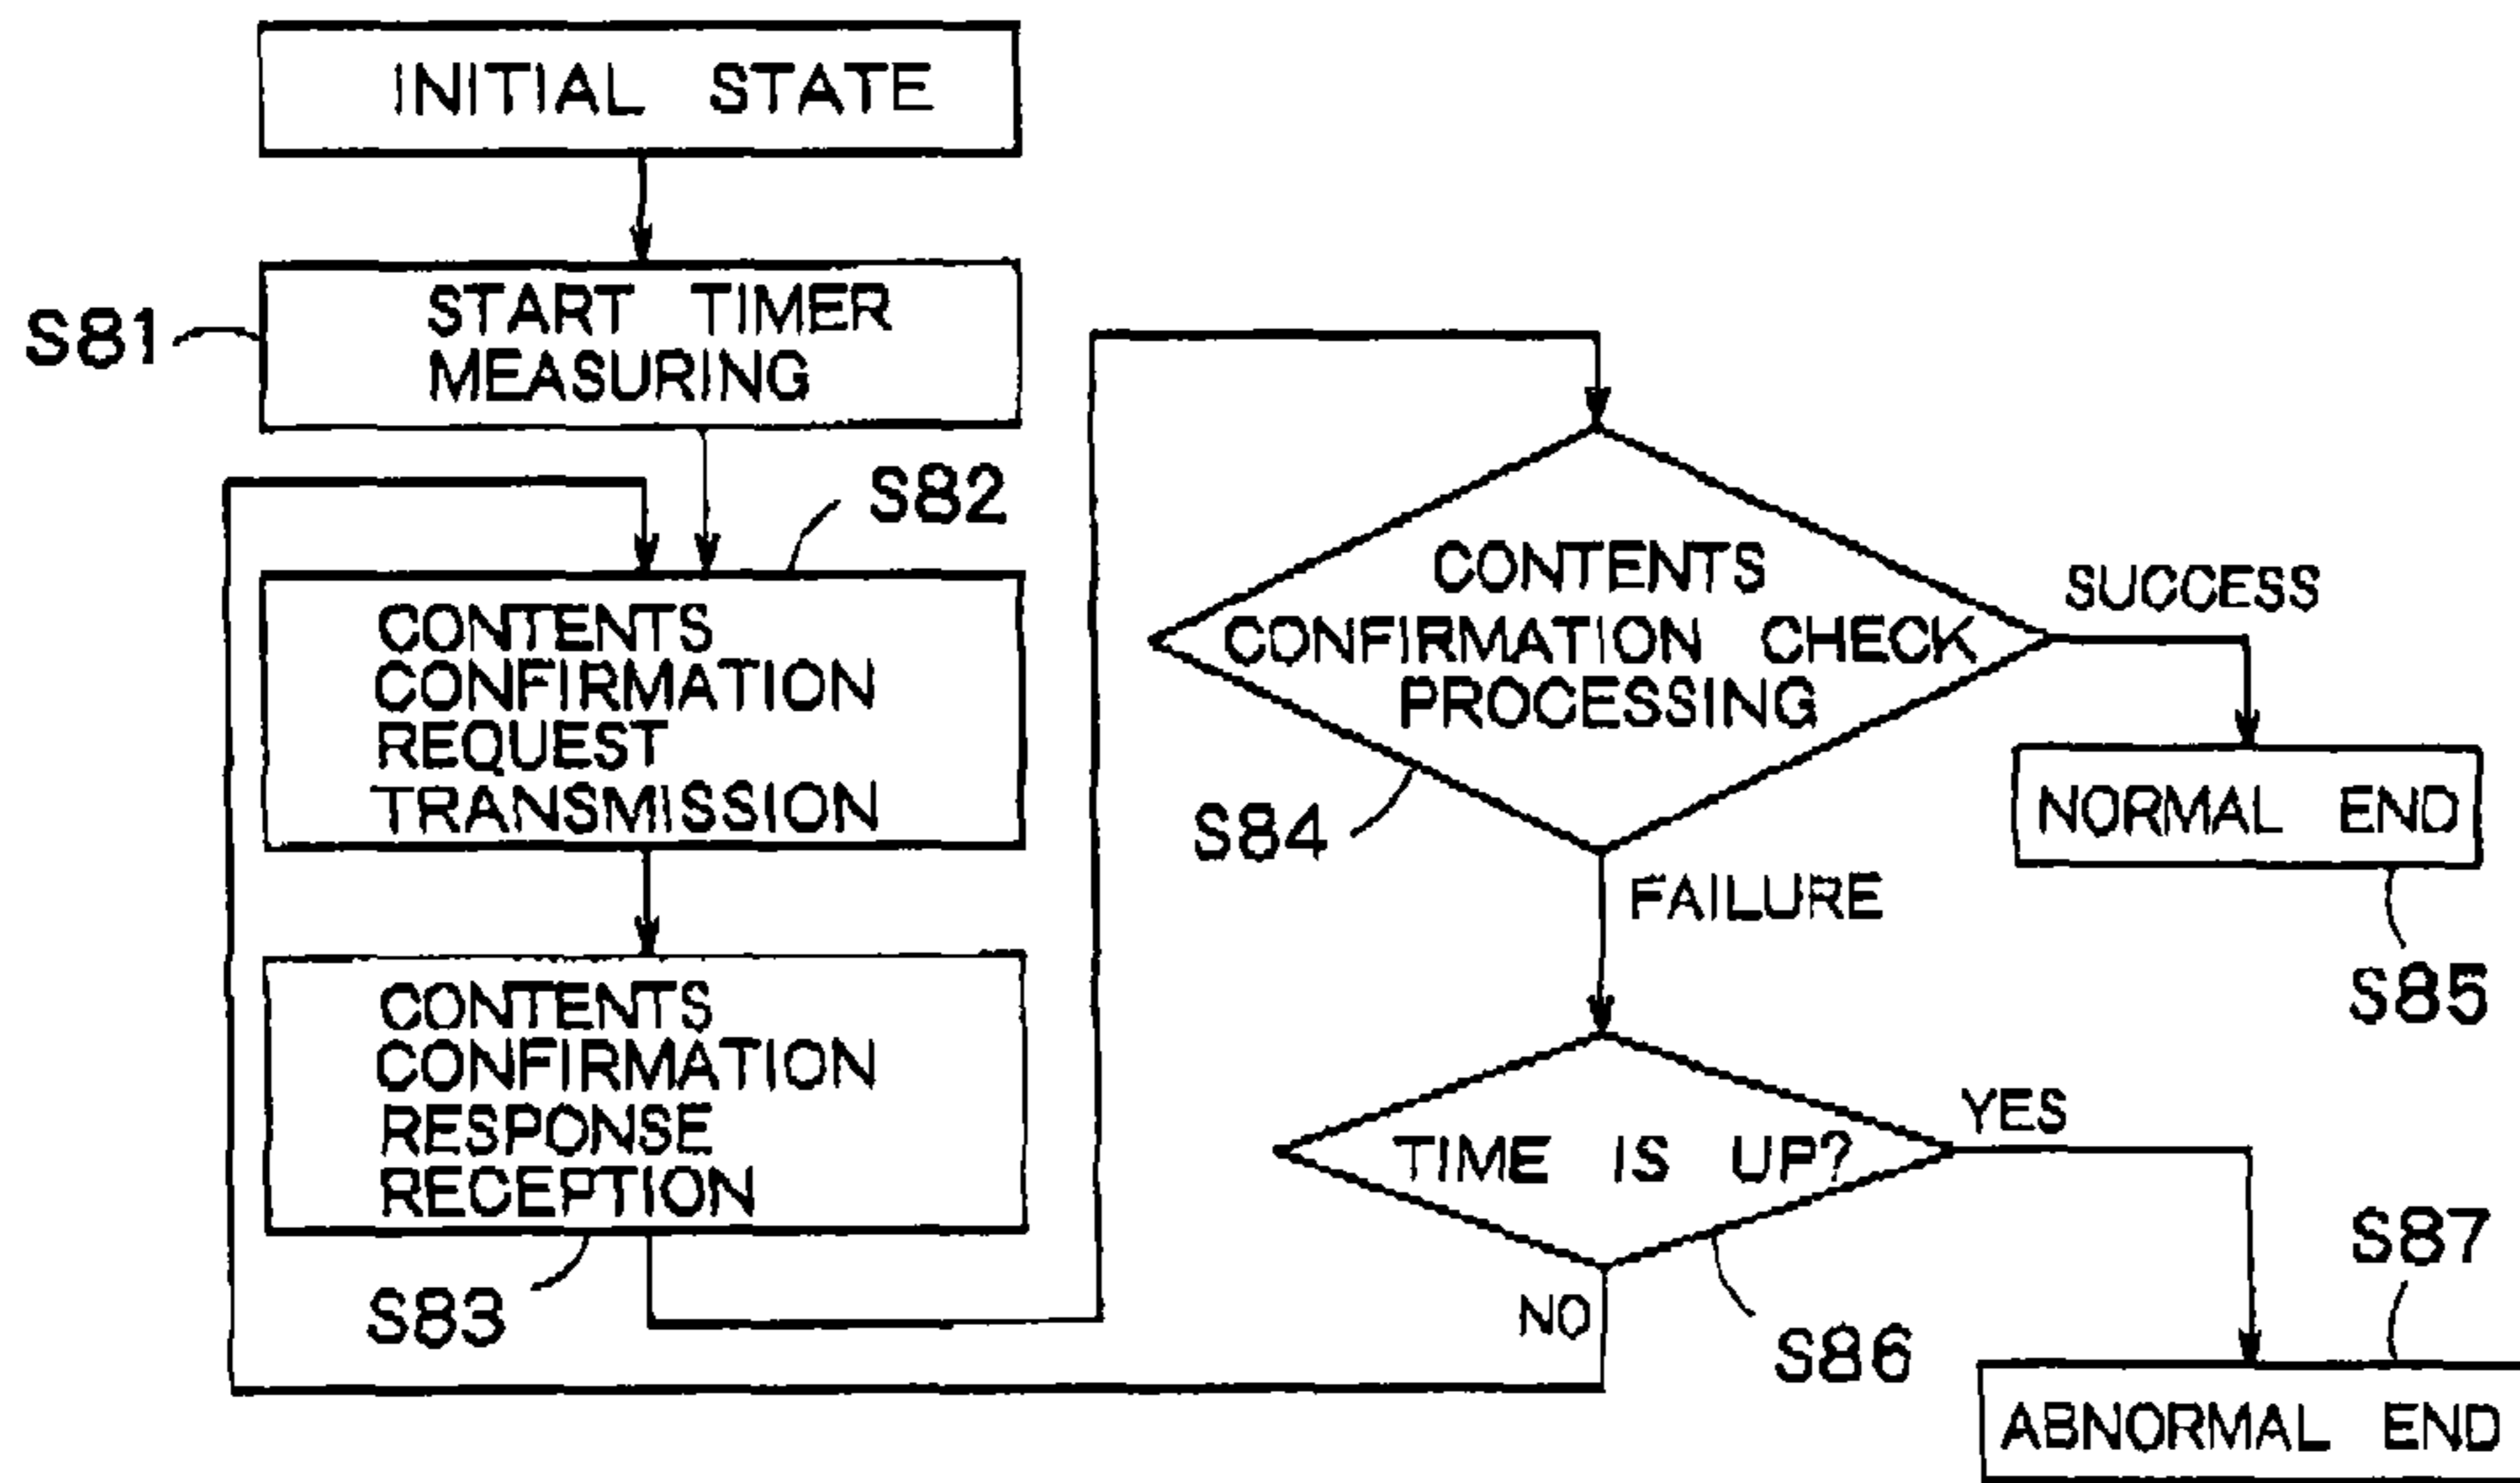 INITIAL STATE
S81
START TIMER
MEASURING
S82
CONTENTS
CONFIRMATION
REQUEST
TRANSMISSION
CONTENTS
CONFIRMATION
RESPONSE
RECEPTION
S83
CONTENTS
CONFIRMATION CHECK
PROCESSING
S84
SUCCESS
NORMAL END
S85
FAILURE
TIME IS UP?
YES
NO
S86
S87
ABNORMAL END